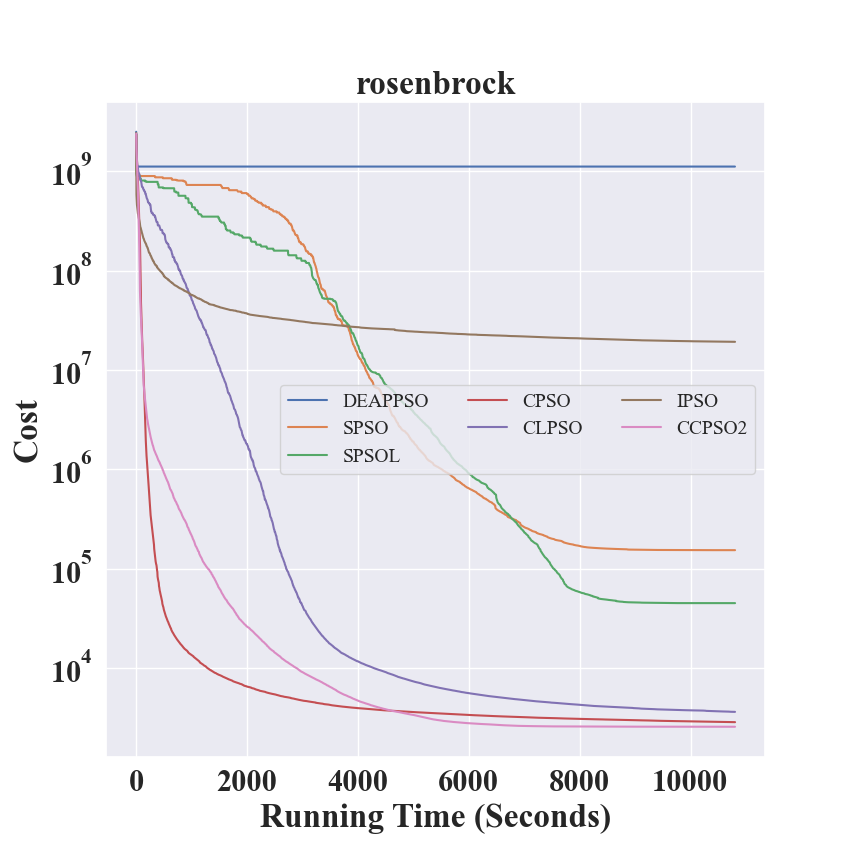 rosenbrock
10^9
10^8
10^7
10^6
10^5
10^4
Cost
DEAPPSO CPSO IPSO
SPSO CLPSO CCPSO2
SPSOL
0 2000 4000 6000 8000 10000
Running Time (Seconds)